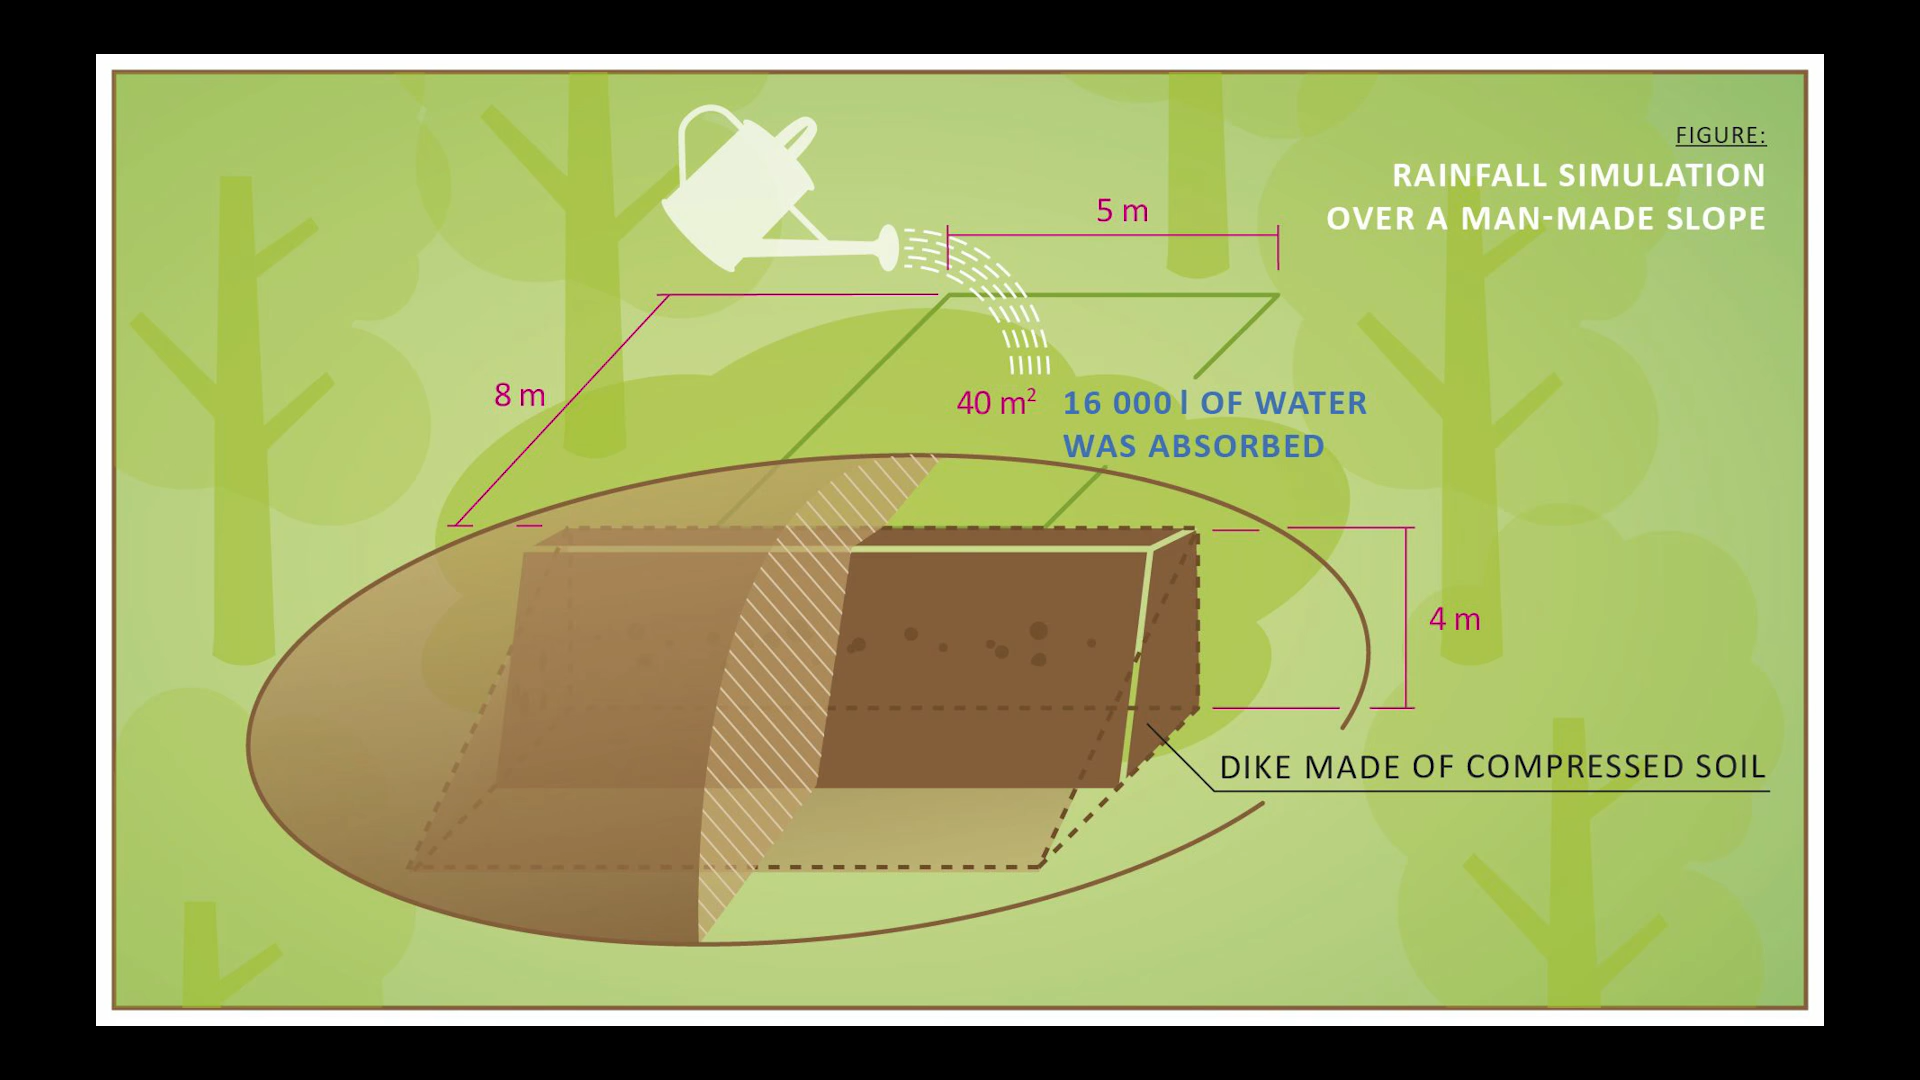 FIGURE:
RAINFALL SIMULATION
OVER A MAN-MADE SLOPE
5 m
8 m
40 m²
16 000 l OF WATER
WAS ABSORBED
4 m
DIKE MADE OF COMPRESSED SOIL